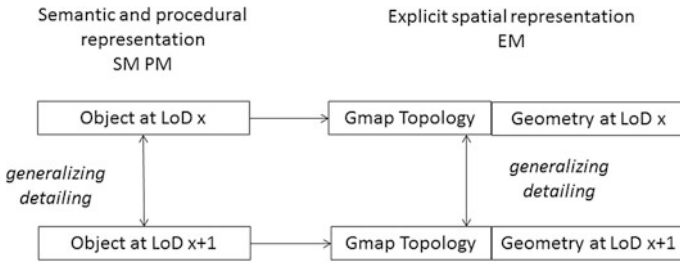 Semantic and procedural
representation
SM PM
Explicit spatial representation
EM
Object at LoD x
Gmap Topology
Geometry at LoD x
generalizing
detailing
generalizing
detailing
Object at LoD x+1
Gmap Topology
Geometry at LoD x+1